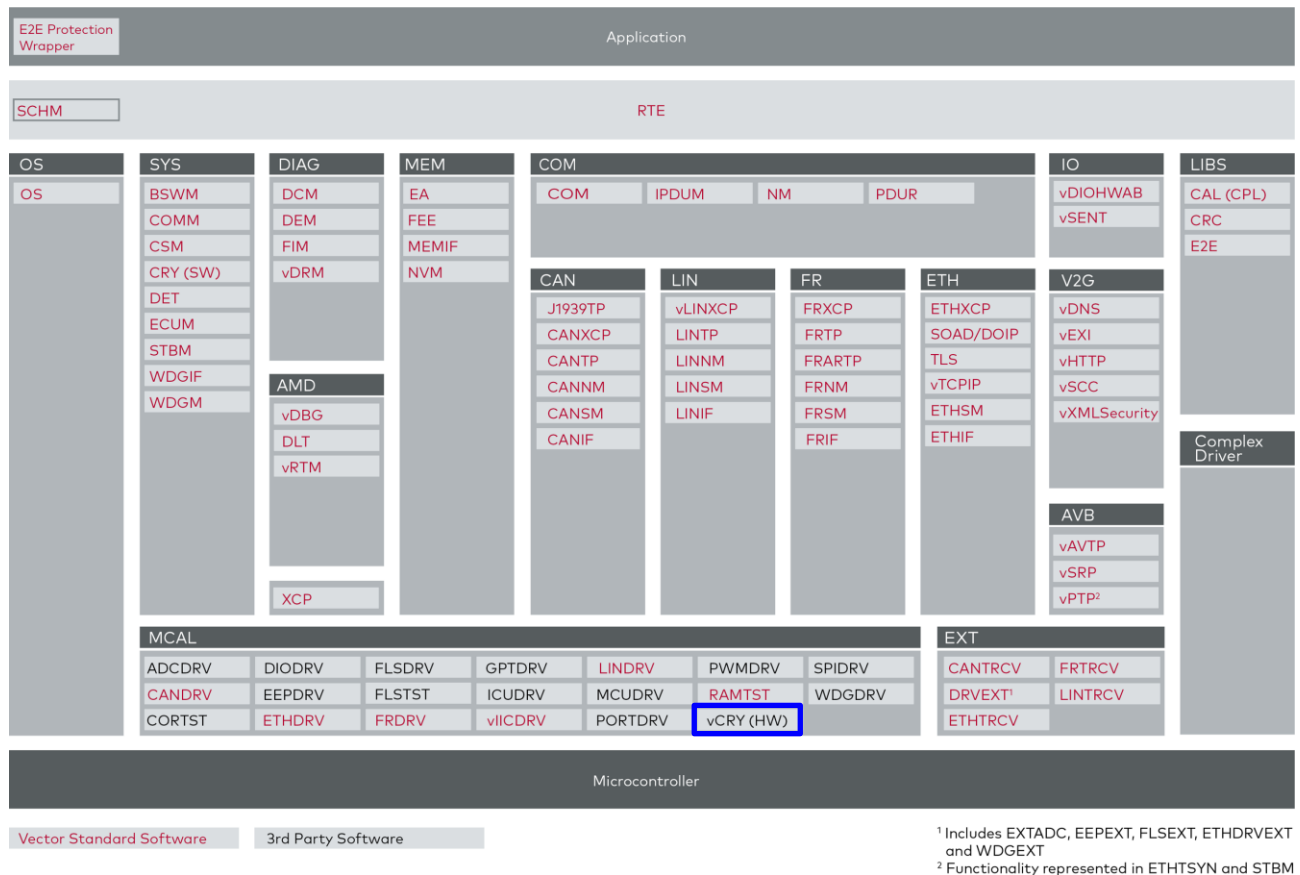 E2E Protection
Wrapper
Application
SCHM
RTE
OS
OS
SYS
BSWM
COMM
CSM
CRY (SW)
DET
ECUM
STBM
WDGIF
WDGM
DIAG
DCM
DEM
FIM
vDRM
AMD
vDBG
DLT
vRTM
XCP
MEM
EA
FEE
MEMIF
NVM
COM
COM
IPDUM
NM
PDUR
CAN
J1939TP
CANXCP
CANTP
CANNM
CANSM
CANIF
LIN
vLINXCP
LINTP
LINNM
LINSM
LINIF
FR
FRXCP
FRTP
FRARTP
FRNM
FRSM
FRIF
ETH
ETHXCP
SOAD/DOIP
TLS
vTCPIP
ETHSM
ETHIF
IO
vDIOHWAB
vSENT
V2G
vDNS
vEXI
vHTTP
vSCC
vXMLSecurity
AVB
vAVTP
vSRP
vPTP²
LIBS
CAL (CPL)
CRC
E2E
Complex
Driver
MCAL
ADCDRV DIODRV FLSDRV GPTDRV LINDRV PWMDRV SPIDRV
CANDRV EEPDRV FLSTST ICUDRV MCUDRV RAMTST WDGDRV
CORTST ETHDRV FRDRV vIICDRV PORTDRV vCRY (HW)
EXT
CANTRCV FRTRCV
DRVEXT¹ LINTRCV
ETHTRCV
Microcontroller
Vector Standard Software
3rd Party Software
¹ Includes EXTADC, EEPEXT, FLSEXT, ETHDRVEXT
and WDGEXT
² Functionality represented in ETHTSYN and STBM